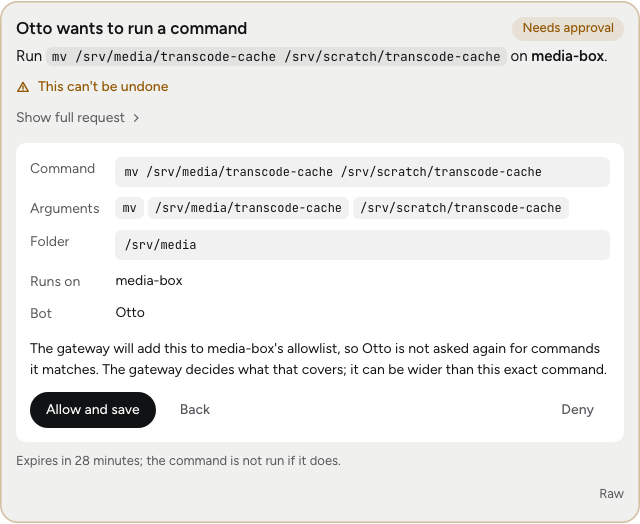 Otto wants to run a command
Needs approval
Run mv /srv/media/transcode-cache /srv/scratch/transcode-cache on media-box.
This can't be undone
Show full request
Command mv /srv/media/transcode-cache /srv/scratch/transcode-cache
Arguments mv /srv/media/transcode-cache /srv/scratch/transcode-cache
Folder /srv/media
Runs on media-box
Bot Otto
The gateway will add this to media-box's allowlist, so Otto is not asked again for commands
it matches. The gateway decides what that covers; it can be wider than this exact command.
Allow and save Back Deny
Expires in 28 minutes; the command is not run if it does.
Raw